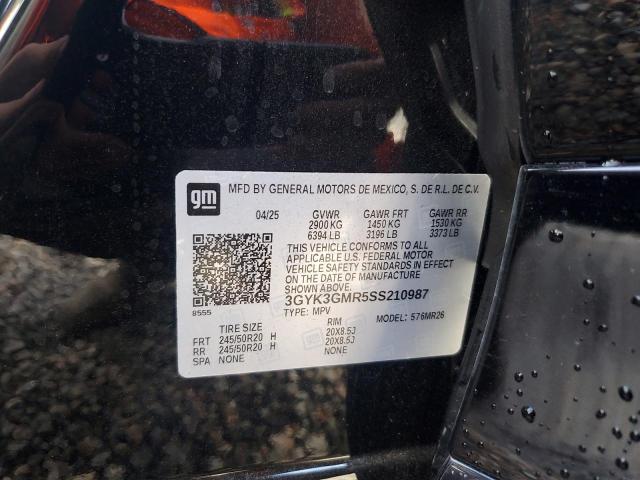 gm
MFD BY GENERAL MOTORS DE MEXICO, S. DE R.L. DE C.V.
04/25 GVWR GAWR FRT GAWR RR
2900 KG 1450 KG 1530 KG
6394 LB 3196 LB 3373 LB
THIS VEHICLE CONFORMS TO ALL
APPLICABLE U.S. FEDERAL MOTOR
VEHICLE SAFETY STANDARDS IN EFFECT
ON THE DATE OF MANUFACTURE
3GYK3GMR5SS210987
8555
TYPE: MPV MODEL: 576MR26
TIRE SIZE RIM
FRT 245/50R20 H 20X8.5J
RR 245/50R20 H 20X8.5J
SPA NONE NONE